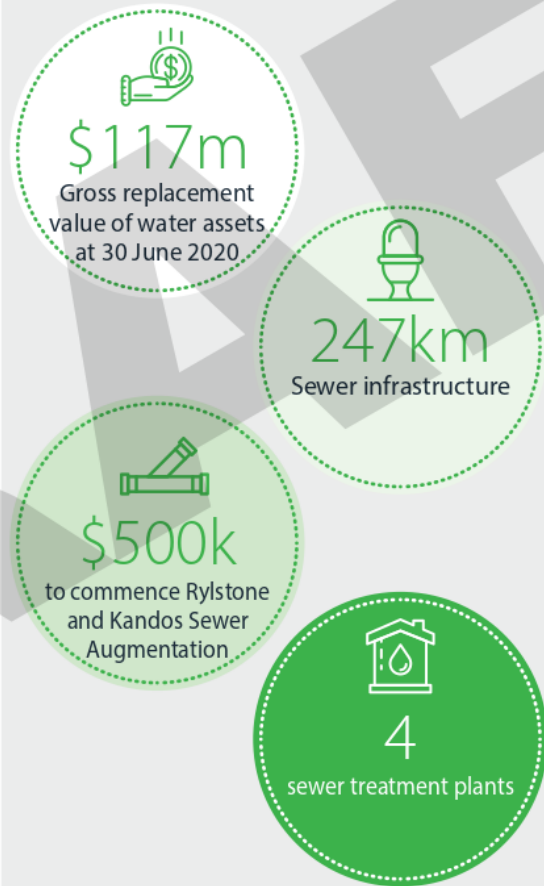 $117m
Gross replacement
value of water assets
at 30 June 2020
247km
Sewer infrastructure
$500k
to commence Rylstone
and Kandos Sewer
Augmentation
4
sewer treatment plants